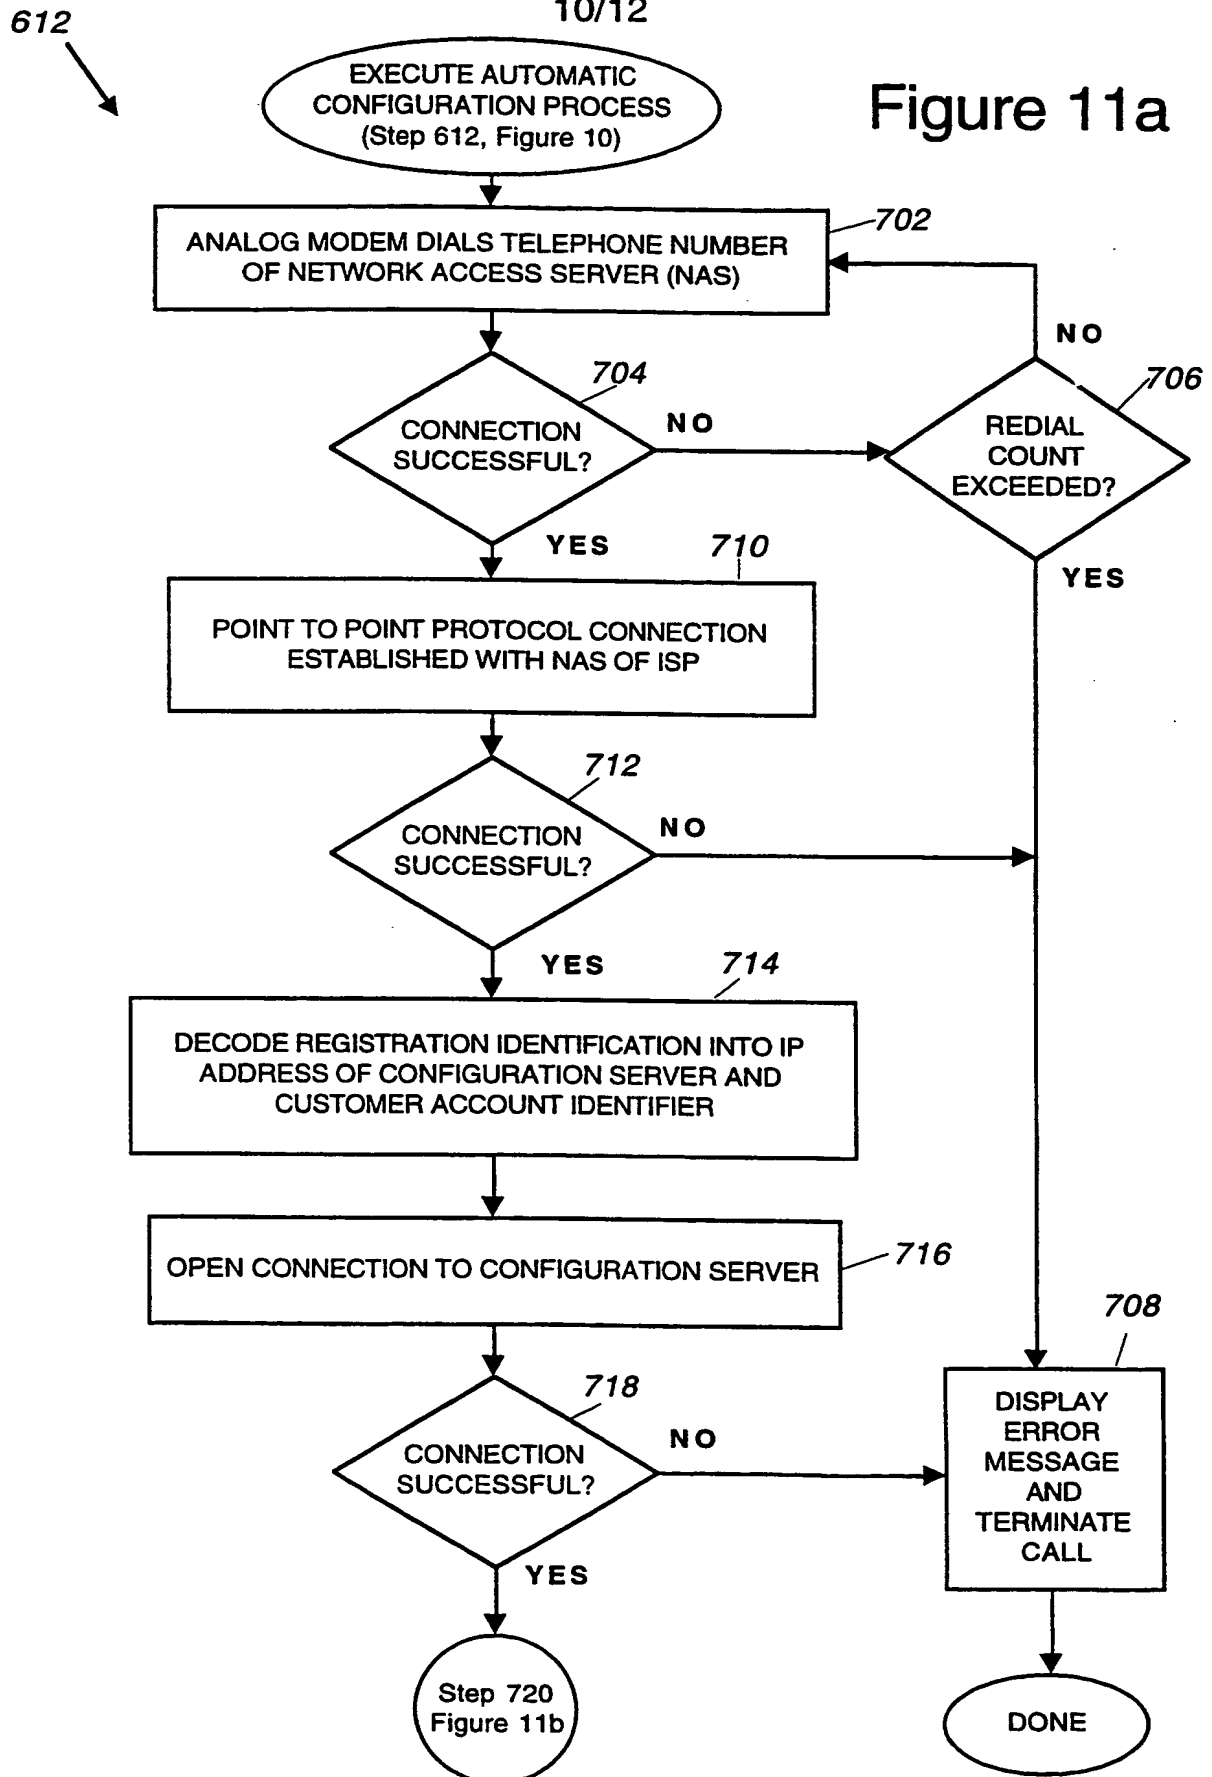 612
10/12
EXECUTE AUTOMATIC
CONFIGURATION PROCESS
(Step 612, Figure 10)
Figure 11a
702
ANALOG MODEM DIALS TELEPHONE NUMBER
OF NETWORK ACCESS SERVER (NAS)
NO
704
706
CONNECTION
SUCCESSFUL?
NO
REDIAL
COUNT
EXCEEDED?
YES
710
YES
POINT TO POINT PROTOCOL CONNECTION
ESTABLISHED WITH NAS OF ISP
712
CONNECTION
SUCCESSFUL?
NO
YES
714
DECODE REGISTRATION IDENTIFICATION INTO IP
ADDRESS OF CONFIGURATION SERVER AND
CUSTOMER ACCOUNT IDENTIFIER
OPEN CONNECTION TO CONFIGURATION SERVER
716
708
718
CONNECTION
SUCCESSFUL?
NO
DISPLAY
ERROR
MESSAGE
AND
TERMINATE
CALL
YES
Step 720
Figure 11b
DONE